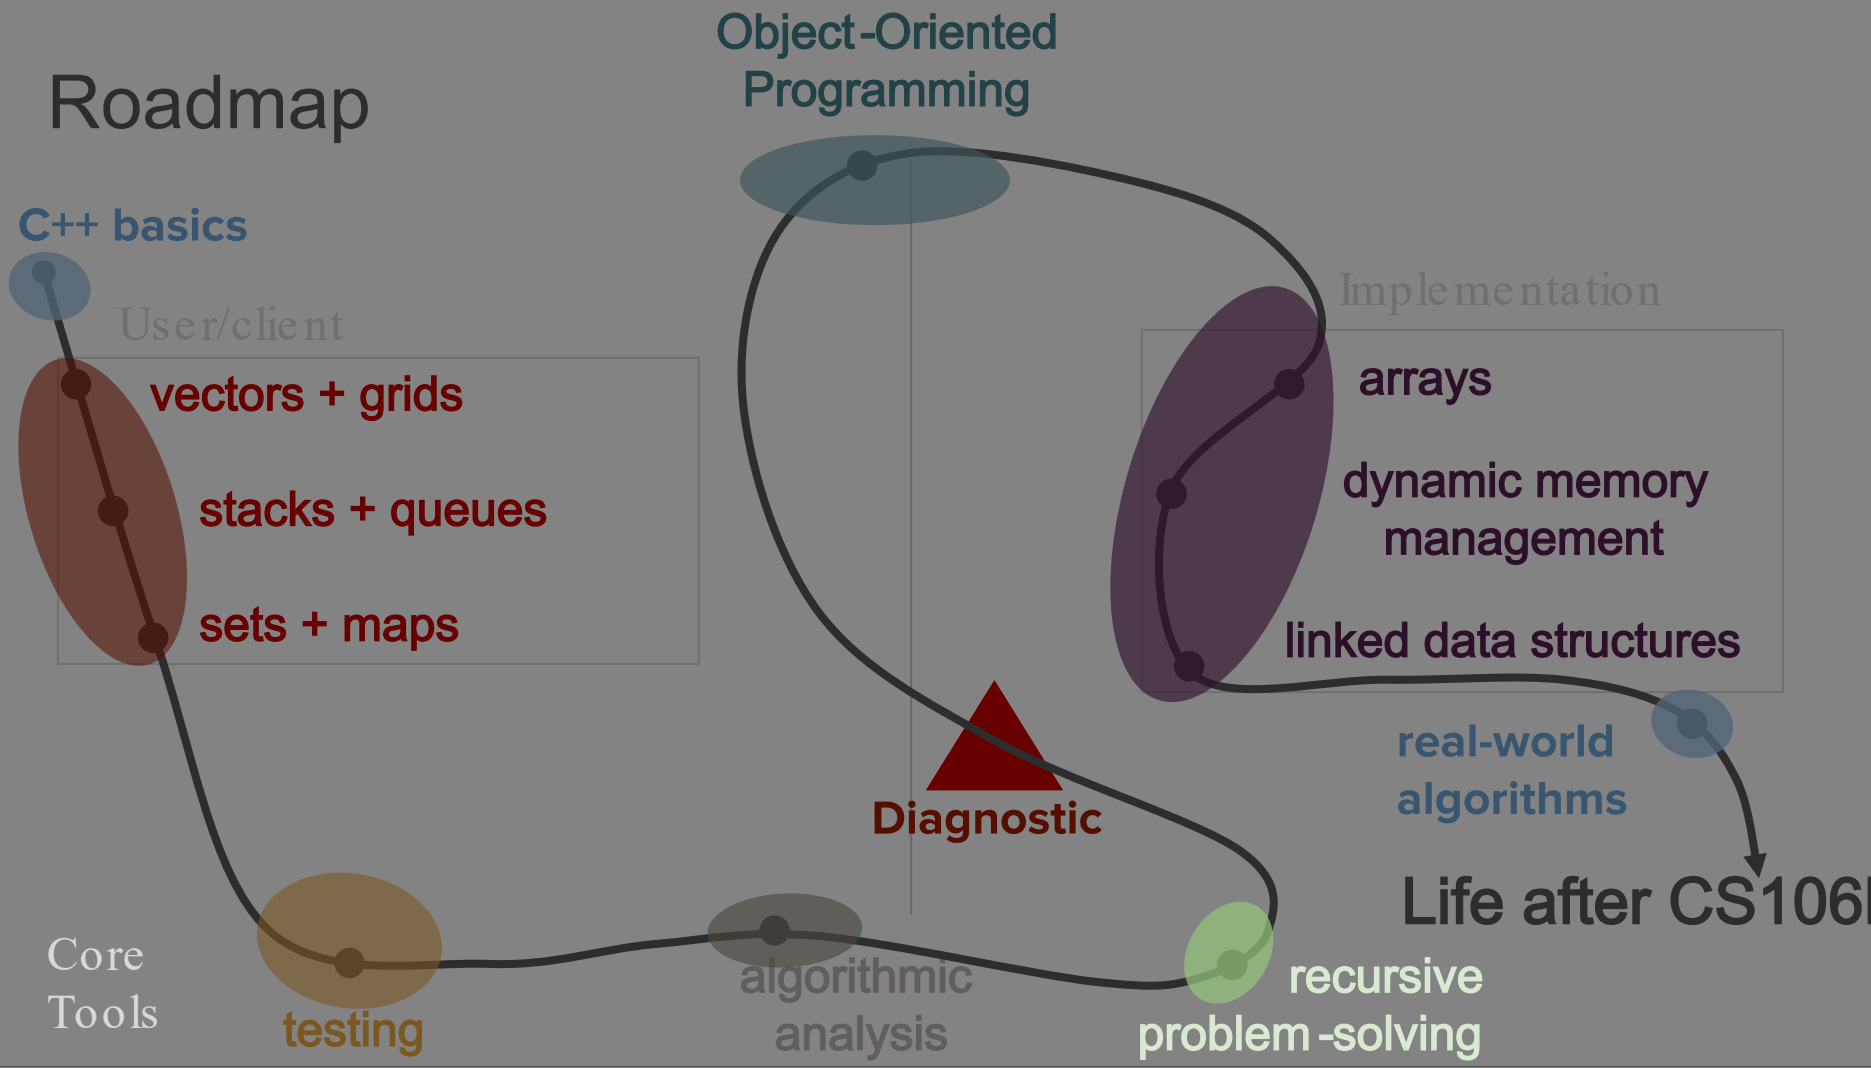 Object-Oriented
Programming
Roadmap
C++ basics
User/client
Implementation
vectors + grids
stacks + queues
sets + maps
arrays
dynamic memory
management
linked data structures
real-world
algorithms
Diagnostic
Life after CS106
Core
Tools
testing
algorithmic
analysis
recursive
problem-solving